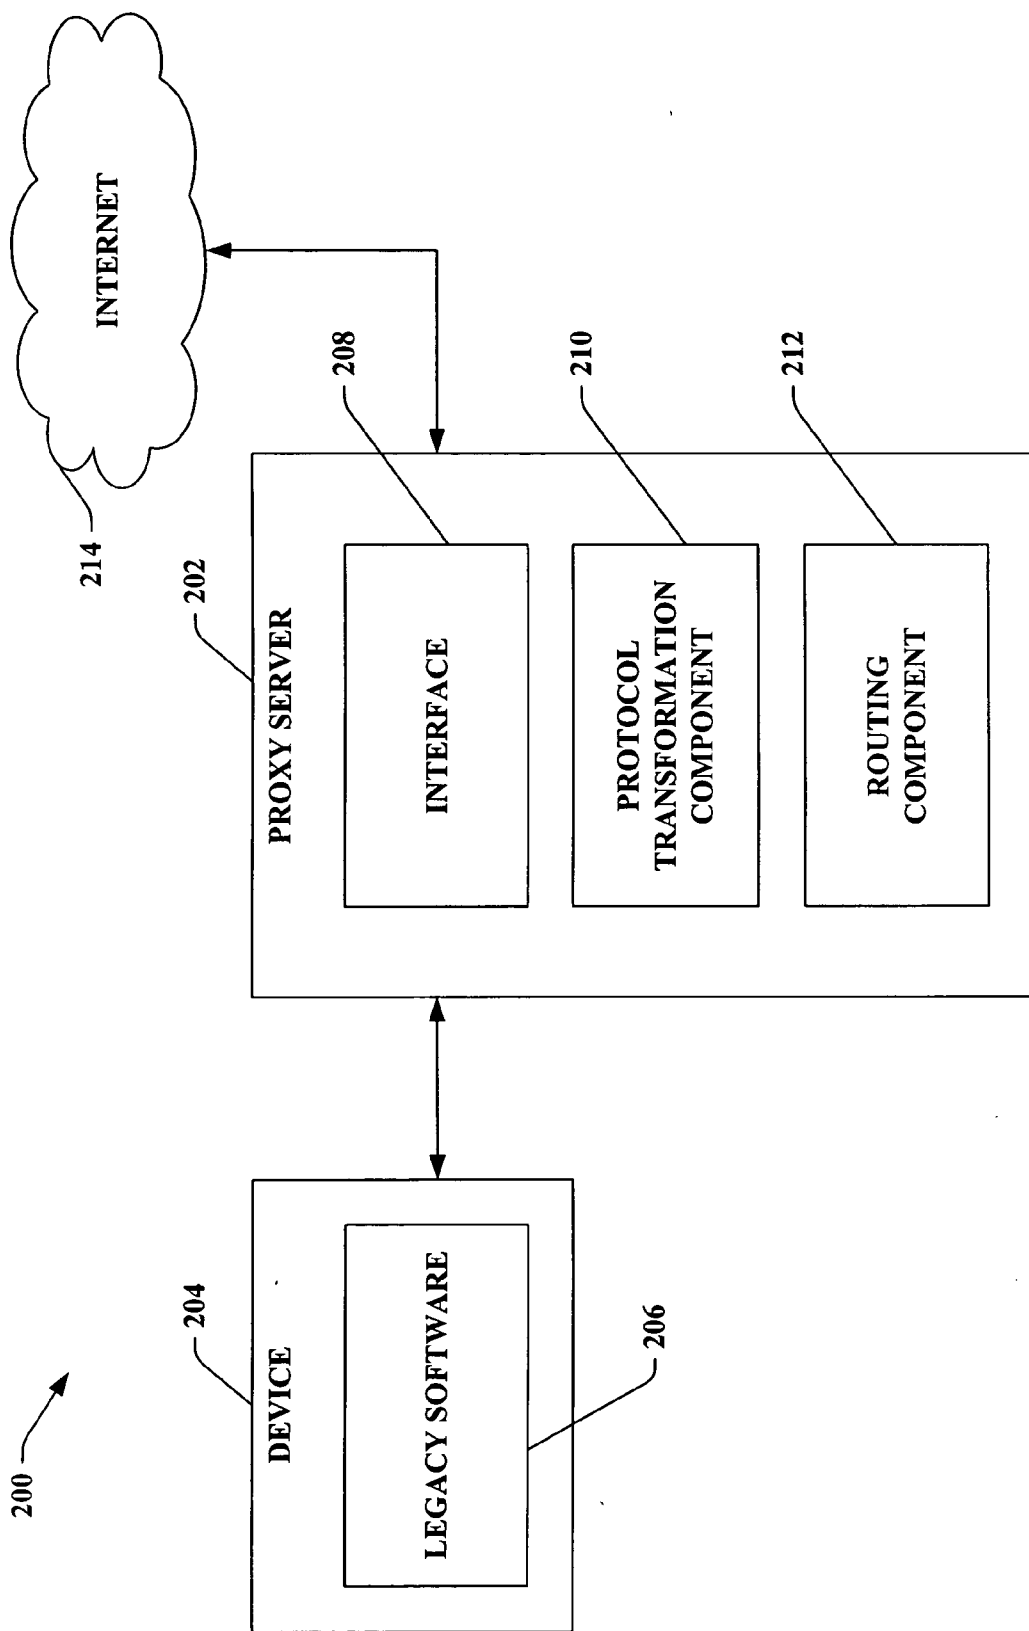 200
204
DEVICE
LEGACY SOFTWARE
206
202
PROXY SERVER
INTERFACE
208
PROTOCOL
TRANSFORMATION
COMPONENT
210
ROUTING
COMPONENT
212
214
INTERNET